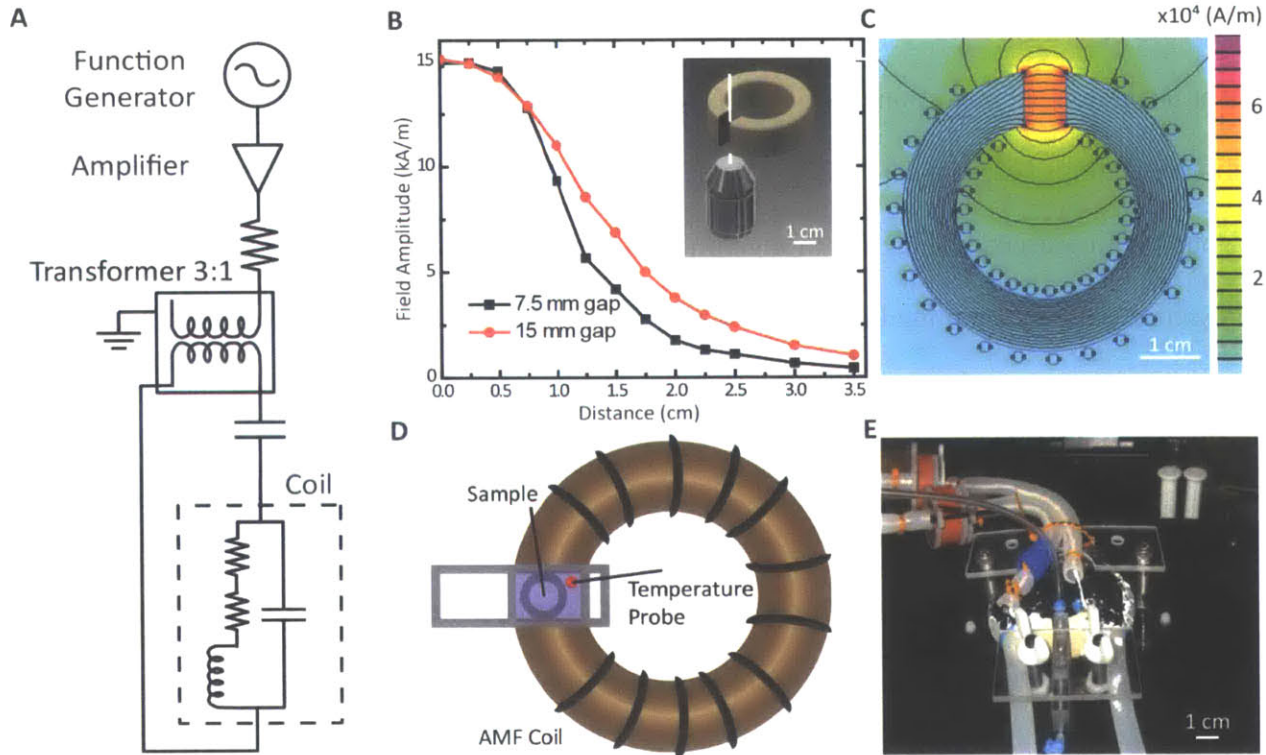 A
Function
Generator
Amplifier
Transformer 3:1
Coil
B
Field Amplitude (kA/m)
15
10
5
0
7.5 mm gap
15 mm gap
1 cm
0.0
0.5
1.0
1.5
2.0
2.5
3.0
3.5
Distance (cm)
C
x10⁴ (A/m)
6
4
2
1 cm
D
Sample
Temperature
Probe
AMF Coil
E
1 cm